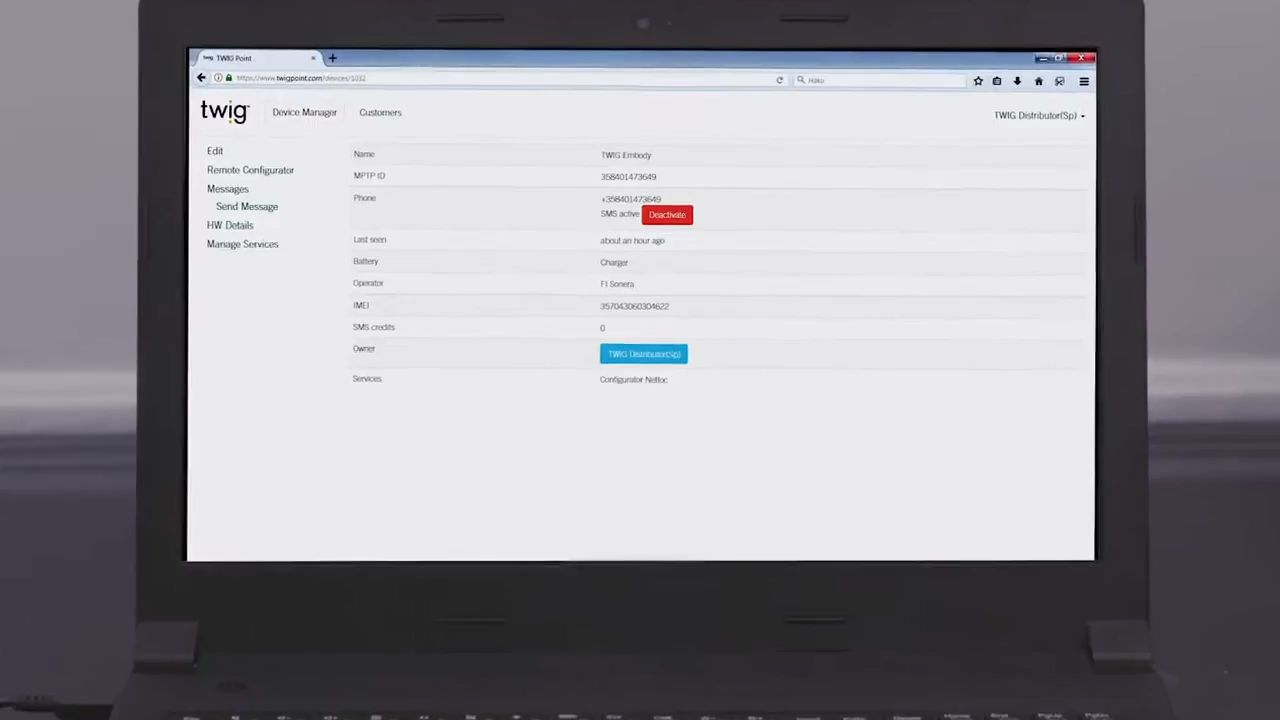 twig TWIG Point
https://www.twigpoint.com/devices/1032
Haku
twig
Device Manager Customers
TWIG Distributor(Sp)
Edit
Remote Configurator
Messages
Send Message
HW Details
Manage Services
Name TWIG Embody
MPTP ID 358401473649
Phone +358401473649
SMS active Deactivate
Last seen about an hour ago
Battery Charger
Operator FI Sonera
IMEI 357043060304622
SMS credits 0
Owner TWIG Distributor(Sp)
Services Configurator Netloc